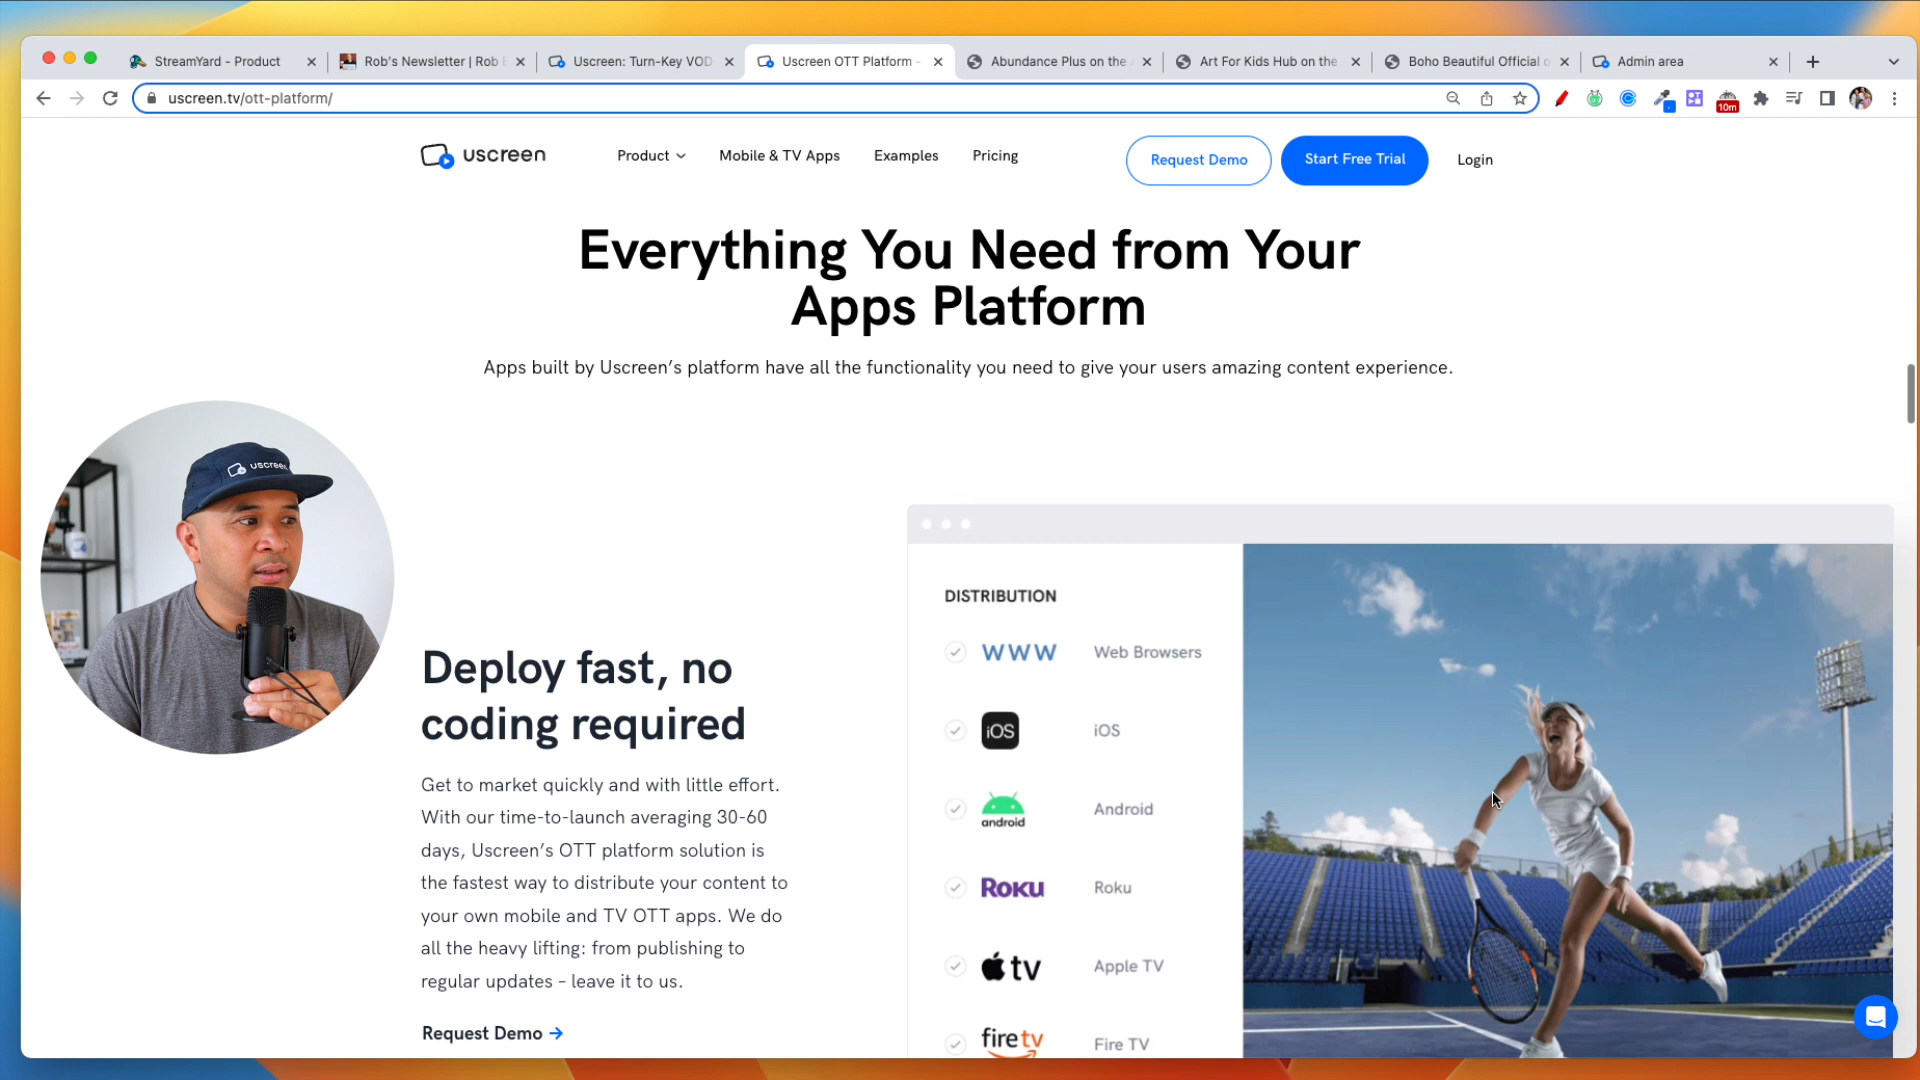 StreamYard - Product
Rob's Newsletter | Rob
Uscreen: Turn-Key VOD
Uscreen OTT Platform -
Abundance Plus on the
Art For Kids Hub on the
Boho Beautiful Official
Admin area
uscreen.tv/ott-platform/
10m
uscreen
Product
Mobile & TV Apps
Examples
Pricing
Request Demo
Start Free Trial
Login
Everything You Need from Your
Apps Platform
Apps built by Uscreen's platform have all the functionality you need to give your users amazing content experience.
uscreen
Deploy fast, no
coding required
Get to market quickly and with little effort.
With our time-to-launch averaging 30-60
days, Uscreen's OTT platform solution is
the fastest way to distribute your content to
your own mobile and TV OTT apps. We do
all the heavy lifting: from publishing to
regular updates – leave it to us.
Request Demo
DISTRIBUTION
WWW Web Browsers
iOS iOS
android Android
ROKU Roku
tv Apple TV
firetv Fire TV